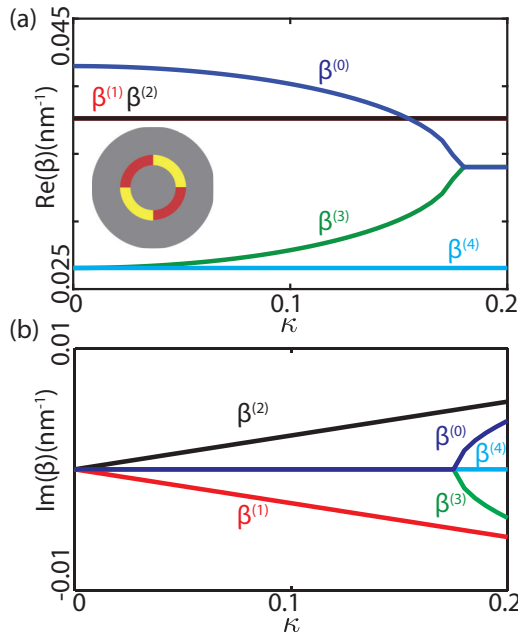 (a)
0.045
β⁽⁰⁾
β⁽¹⁾ β⁽²⁾
Re(β)(nm⁻¹)
β⁽³⁾
β⁽⁴⁾
0.025
0
0.1
0.2
κ
(b)
0.01
β⁽²⁾
β⁽⁰⁾
β⁽⁴⁾
Im(β)(nm⁻¹)
β⁽³⁾
β⁽¹⁾
-0.01
0
0.1
0.2
κ